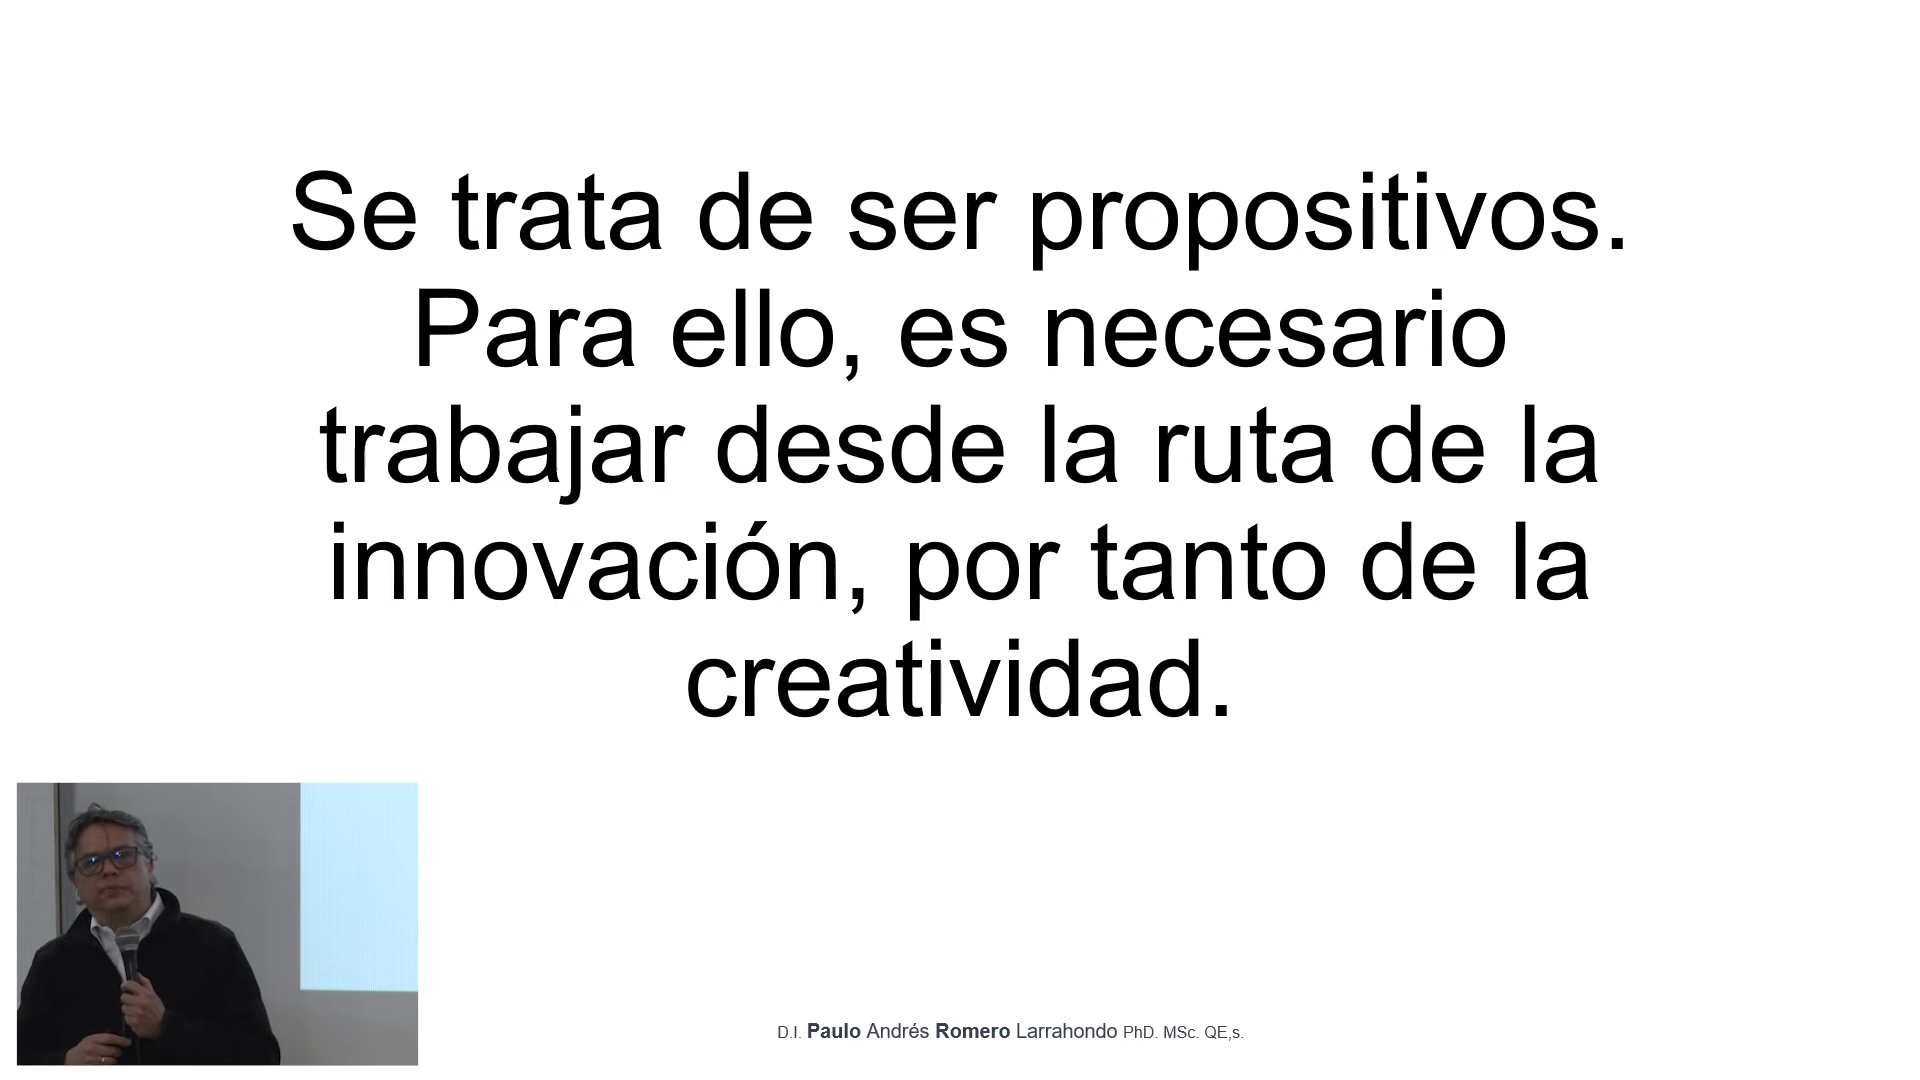 Se trata de ser propositivos.
Para ello, es necesario
trabajar desde la ruta de la
innovación, por tanto de la
creatividad.
D.I. Paulo Andrés Romero Larrahondo PhD. MSc. QE,s.